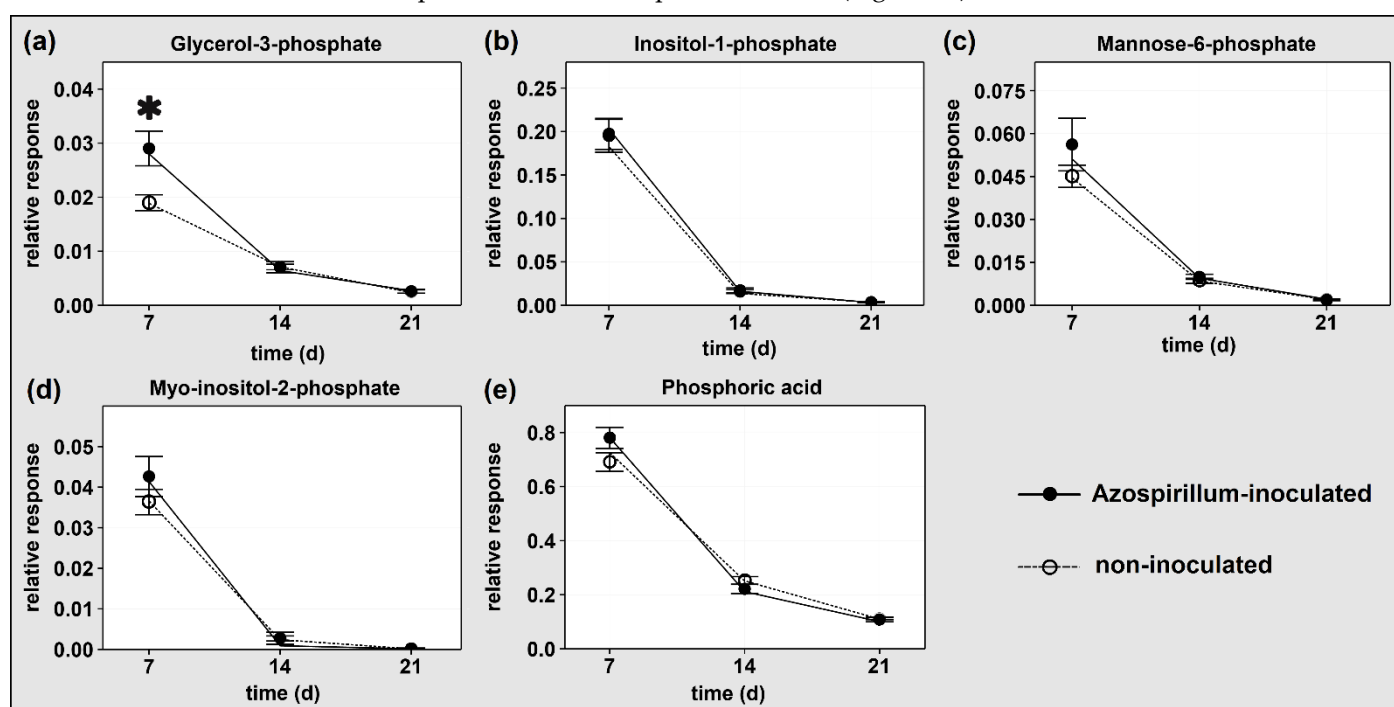 (a) Glycerol-3-phosphate
relative response
0.04
0.03
0.02
0.01
0.00
7 14 21
time (d)
(b) Inositol-1-phosphate
relative response
0.25
0.20
0.15
0.10
0.05
0.00
7 14 21
time (d)
(c) Mannose-6-phosphate
relative response
0.075
0.060
0.045
0.030
0.015
0.000
7 14 21
time (d)
(d) Myo-inositol-2-phosphate
relative response
0.05
0.04
0.03
0.02
0.01
0.00
7 14 21
time (d)
(e) Phosphoric acid
relative response
0.8
0.6
0.4
0.2
0.0
7 14 21
time (d)
Azospirillum-inoculated
non-inoculated